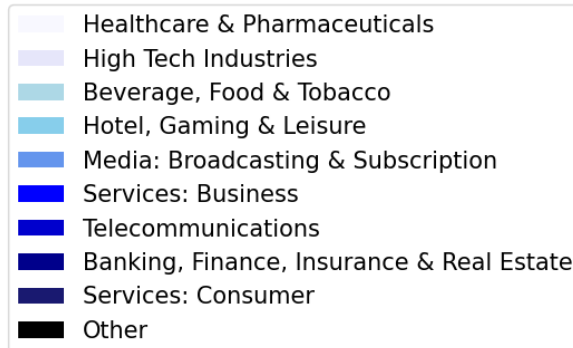 Healthcare & Pharmaceuticals
High Tech Industries
Beverage, Food & Tobacco
Hotel, Gaming & Leisure
Media: Broadcasting & Subscription
Services: Business
Telecommunications
Banking, Finance, Insurance & Real Estate
Services: Consumer
Other